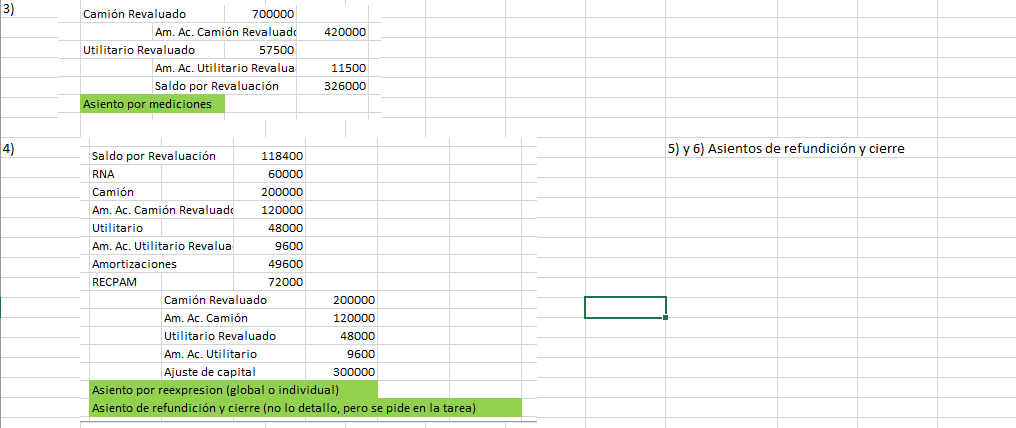 3)
Camión Revaluado 700000
Am. Ac. Camión Revaluado 420000
Utilitario Revaluado 57500
Am. Ac. Utilitario Revalua 11500
Saldo por Revaluación 326000
Asiento por mediciones
4)
5) y 6) Asientos de refundición y cierre
Saldo por Revaluación 118400
RNA 60000
Camión 200000
Am. Ac. Camión Revaluado 120000
Utilitario 48000
Am. Ac. Utilitario Revalua 9600
Amortizaciones 49600
RECPAM 72000
Camión Revaluado 200000
Am. Ac. Camión 120000
Utilitario Revaluado 48000
Am. Ac. Utilitario 9600
Ajuste de capital 300000
Asiento por reexpresion (global o individual)
Asiento de refundición y cierre (no lo detallo, pero se pide en la tarea)